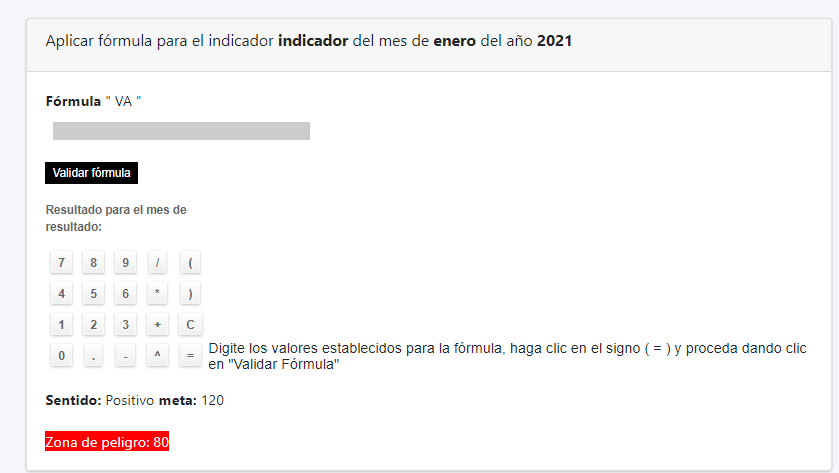 Aplicar fórmula para el indicador indicador del mes de enero del año 2021
Fórmula " VA "
Validar fórmula
Resultado para el mes de
resultado:
7 8 9 / (
4 5 6 * )
1 2 3 + C
0 . - ^ =
Digite los valores establecidos para la fórmula, haga clic en el signo ( = ) y proceda dando clic
en "Validar Fórmula"
Sentido: Positivo meta: 120
Zona de peligro: 80